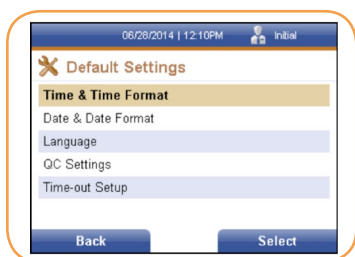 06/28/2014 | 12:10PM Initial
Default Settings
Time & Time Format
Date & Date Format
Language
QC Settings
Time-out Setup
Back Select